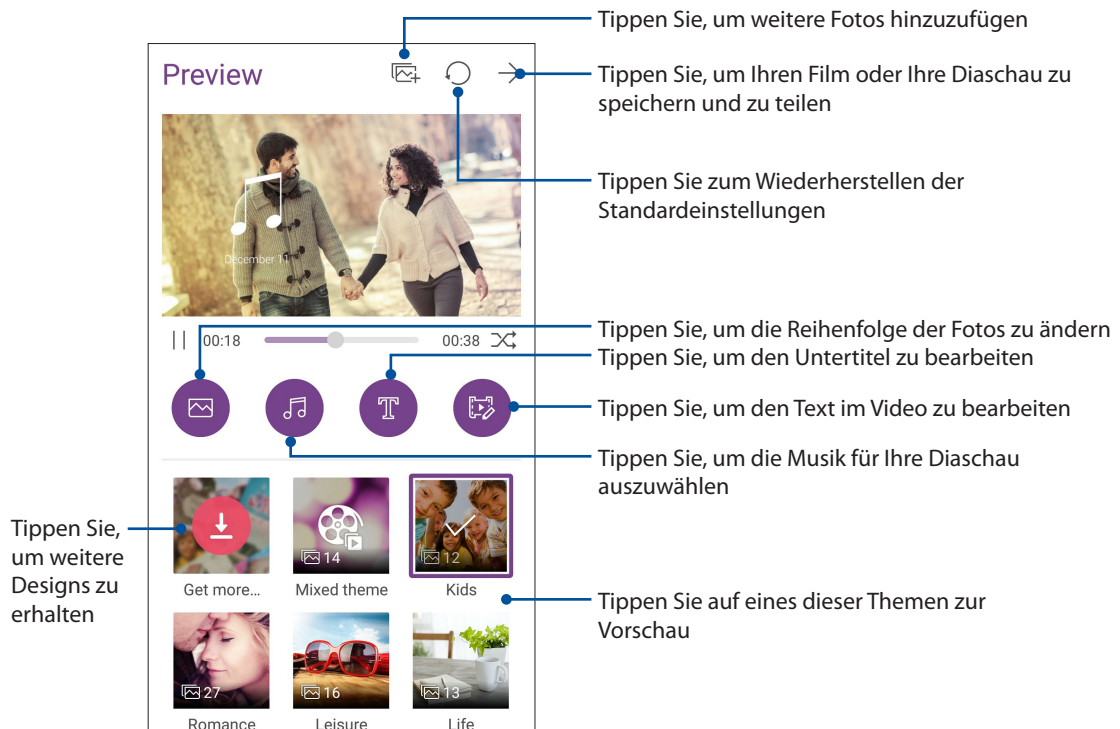 Tippen Sie, um weitere Fotos hinzuzufügen
Preview
Tippen Sie, um Ihren Film oder Ihre Diaschau zu
speichern und zu teilen
Tippen Sie zum Wiederherstellen der
Standardeinstellungen
December 11
00:18
00:38
Tippen Sie, um die Reihenfolge der Fotos zu ändern
Tippen Sie, um den Untertitel zu bearbeiten
T
Tippen Sie, um den Text im Video zu bearbeiten
Tippen Sie, um die Musik für Ihre Diaschau
auszuwählen
Tippen Sie,
um weitere
Designs zu
erhalten
14
12
Get more...
Mixed theme
Kids
Tippen Sie auf eines dieser Themen zur
Vorschau
27
16
13
Romance
Leisure
Life